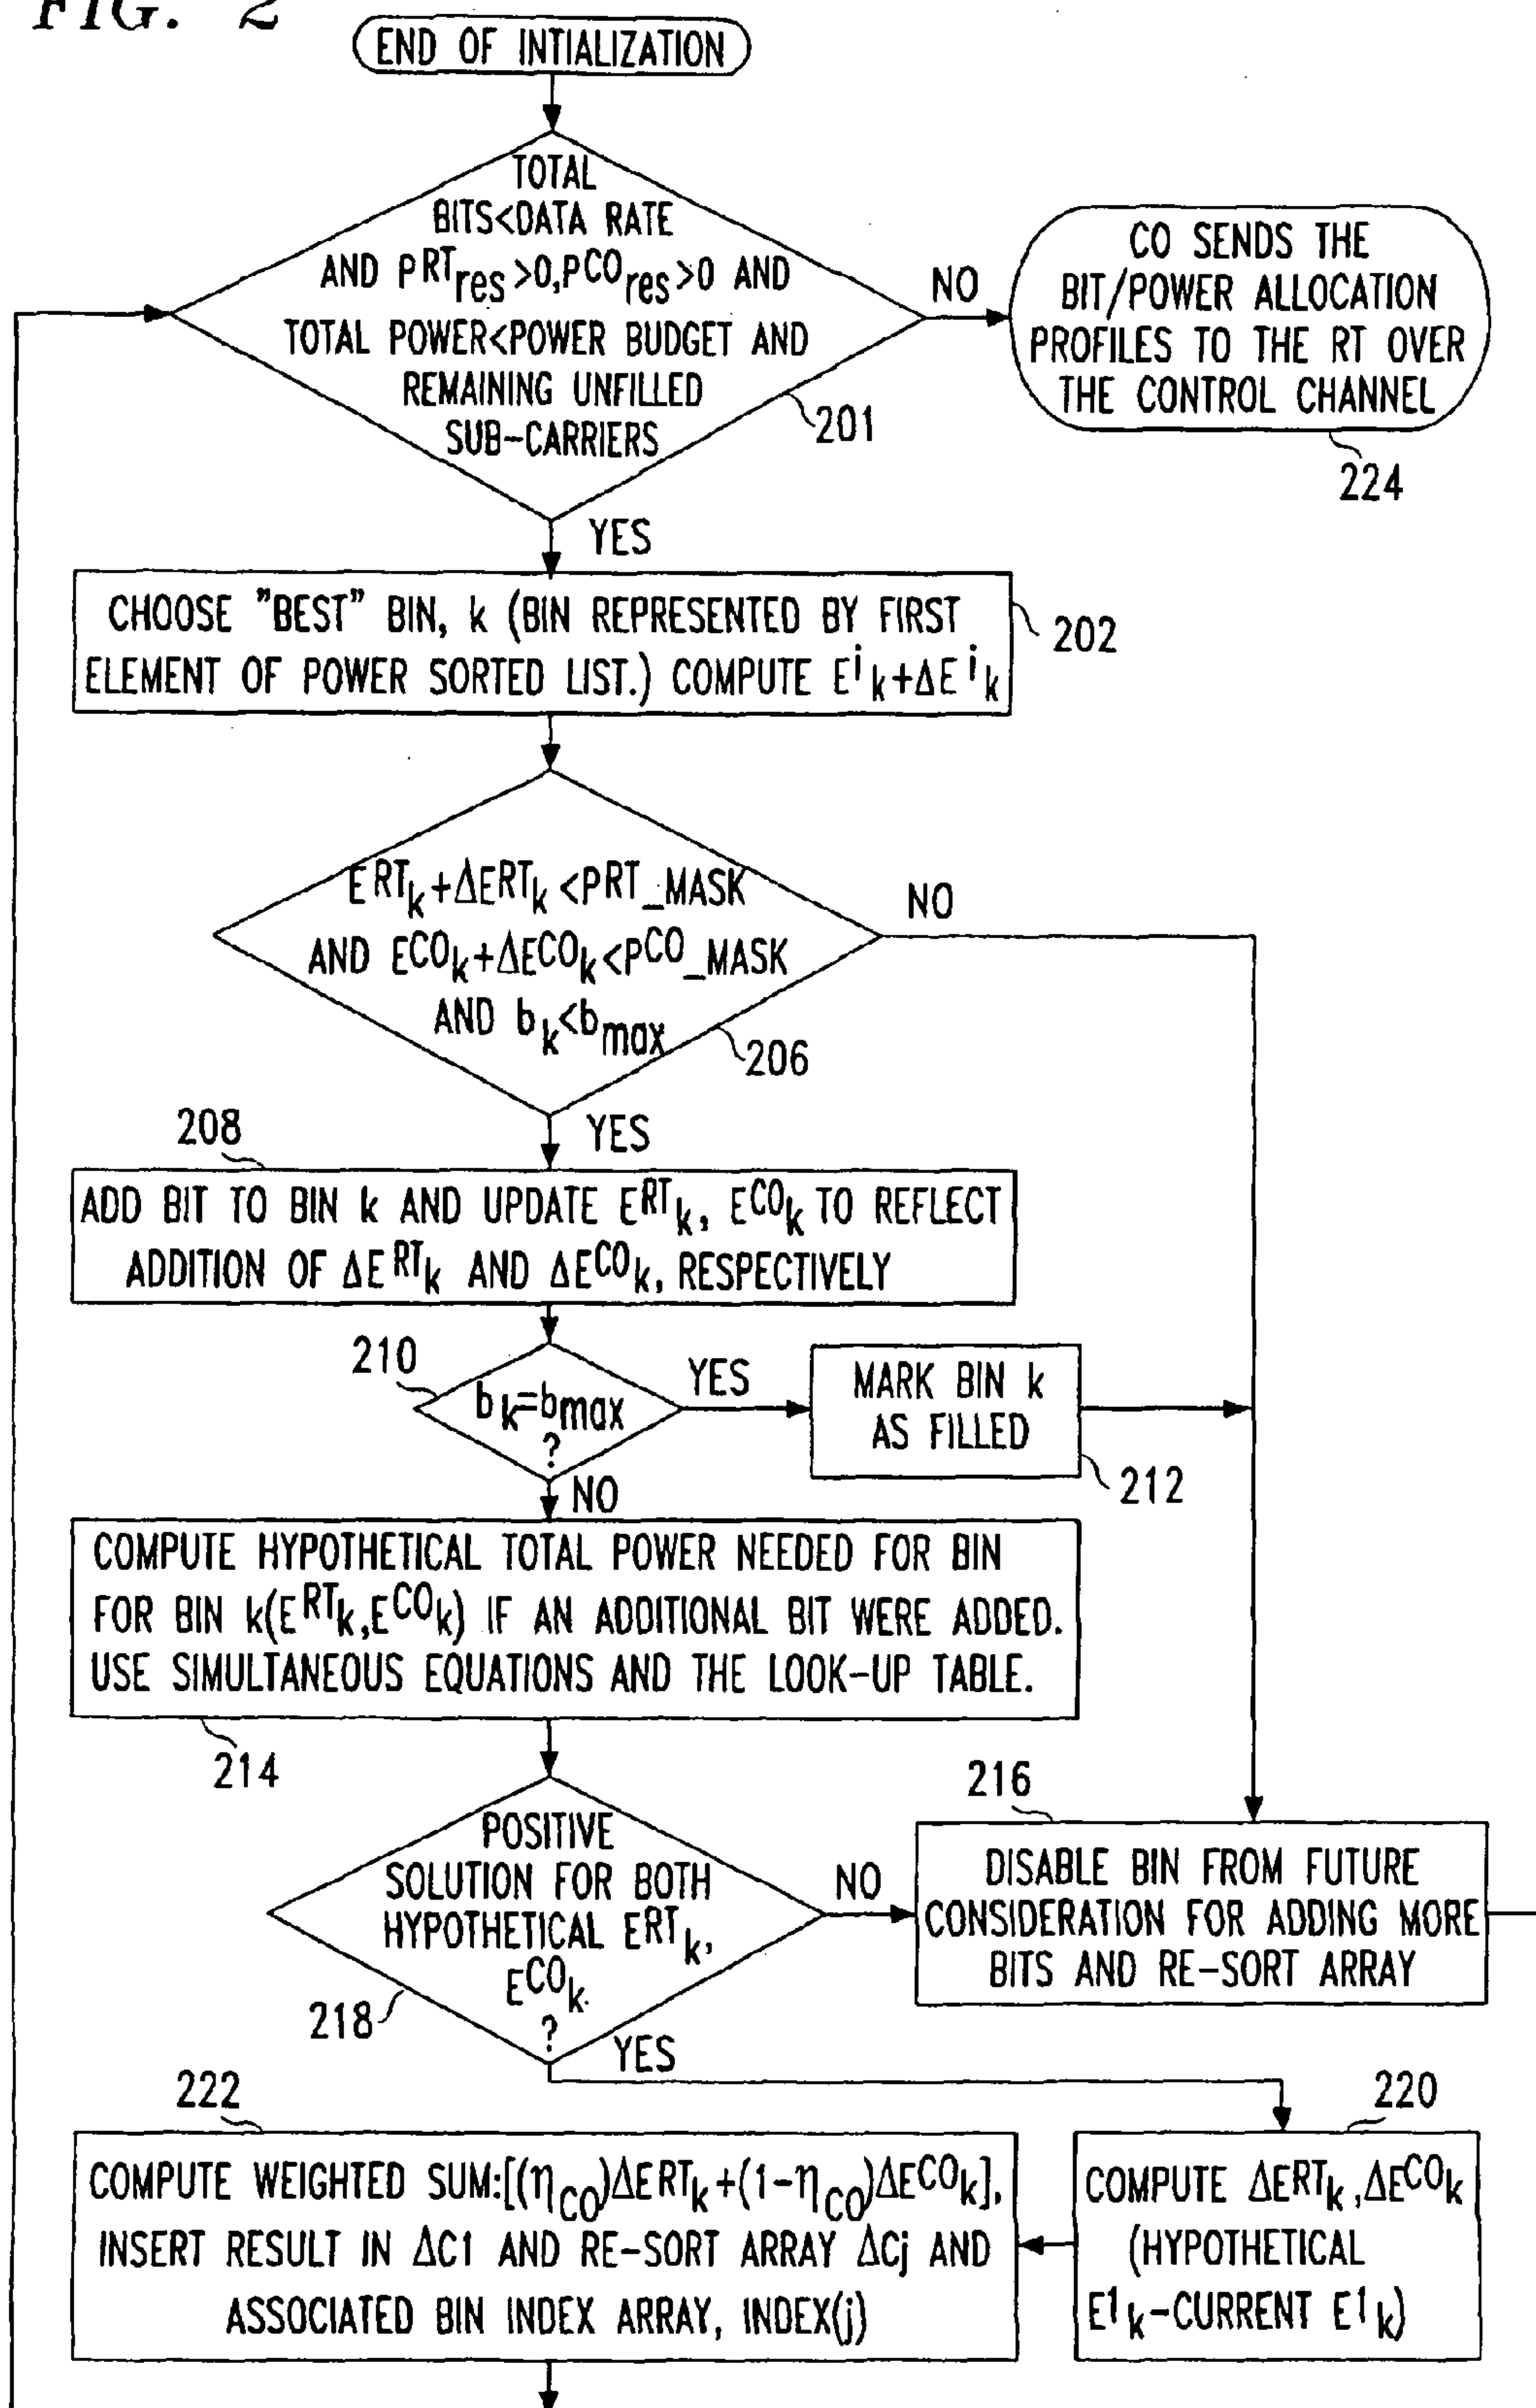 FIG. 2
END OF INTIALIZATION
TOTAL
BITS<DATA RATE
AND PRTres >0,PCOres >0 AND
TOTAL POWER<POWER BUDGET AND
REMAINING UNFILLED
SUB-CARRIERS
201
NO
CO SENDS THE
BIT/POWER ALLOCATION
PROFILES TO THE RT OVER
THE CONTROL CHANNEL
224
YES
CHOOSE "BEST" BIN, k (BIN REPRESENTED BY FIRST
ELEMENT OF POWER SORTED LIST.) COMPUTE Eik+ΔEik
202
ERTk+ΔERTk <PRT_MASK
AND ECOk+ΔECOk<PCO_MASK
AND bk<bmax
206
NO
YES
208
ADD BIT TO BIN k AND UPDATE ERTk, ECOk TO REFLECT
ADDITION OF ΔERTk AND ΔECOk, RESPECTIVELY
210
bk=bmax
?
YES
MARK BIN k
AS FILLED
212
NO
COMPUTE HYPOTHETICAL TOTAL POWER NEEDED FOR BIN
FOR BIN k(ERTk,ECOk) IF AN ADDITIONAL BIT WERE ADDED.
USE SIMULTANEOUS EQUATIONS AND THE LOOK-UP TABLE.
214
POSITIVE
SOLUTION FOR BOTH
HYPOTHETICAL ERTk,
ECOk.
?
218
NO
216
DISABLE BIN FROM FUTURE
CONSIDERATION FOR ADDING MORE
BITS AND RE-SORT ARRAY
YES
222
COMPUTE WEIGHTED SUM:[(ηCO)ΔERTk+(1-ηCO)ΔECOk],
INSERT RESULT IN ΔC1 AND RE-SORT ARRAY ΔCj AND
ASSOCIATED BIN INDEX ARRAY, INDEX(j)
220
COMPUTE ΔERTk,ΔECOk
(HYPOTHETICAL
E1k-CURRENT E1k)